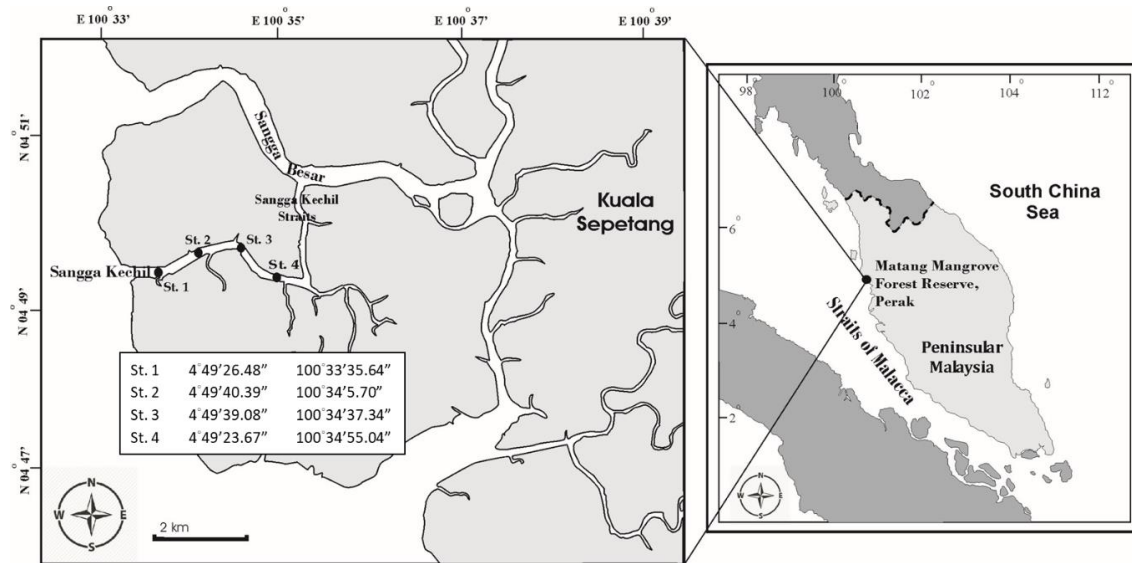 E 100°33'
E 100°35'
E 100°37'
E 100°39'
N 04°51'
N 04°49'
N 04°47'
Sangga
Besar
Sangga Kechil
Straits
Kuala
Sepetang
St. 2
St. 3
Sangga Kechil
St. 1
St. 4
St. 1 4°49'26.48” 100°33'35.64”
St. 2 4°49'40.39” 100°34'5.70”
St. 3 4°49'39.08” 100°34'37.34”
St. 4 4°49'23.67” 100°34'55.04”
N
W E
S
2 km
98°
100°
102°
104°
112°
6°
4°
2°
South China
Sea
Matang Mangrove
Forest Reserve,
Perak
Straits of Malacca
Peninsular
Malaysia
N
W E
S